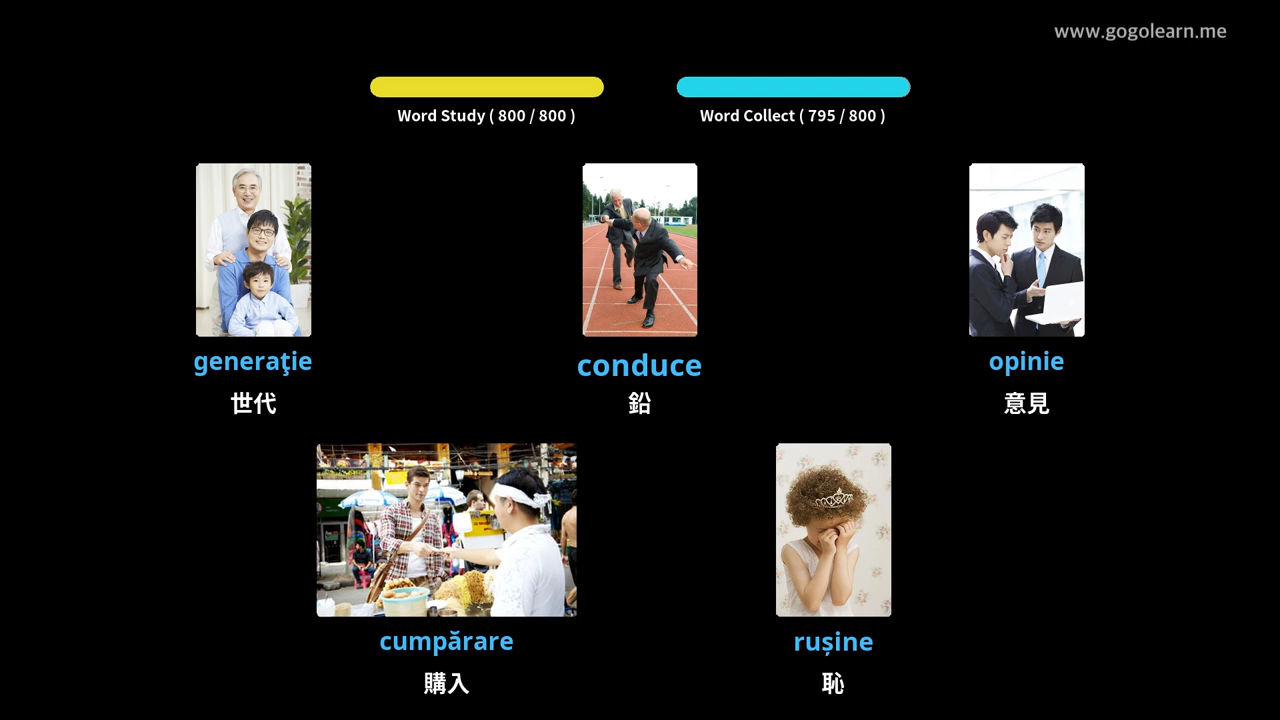 www.gogolearn.me
Word Study ( 800 / 800 )
Word Collect ( 795 / 800 )
generaţie
conduce
opinie
世代
鉛
意見
cumpărare
rușine
購入
恥